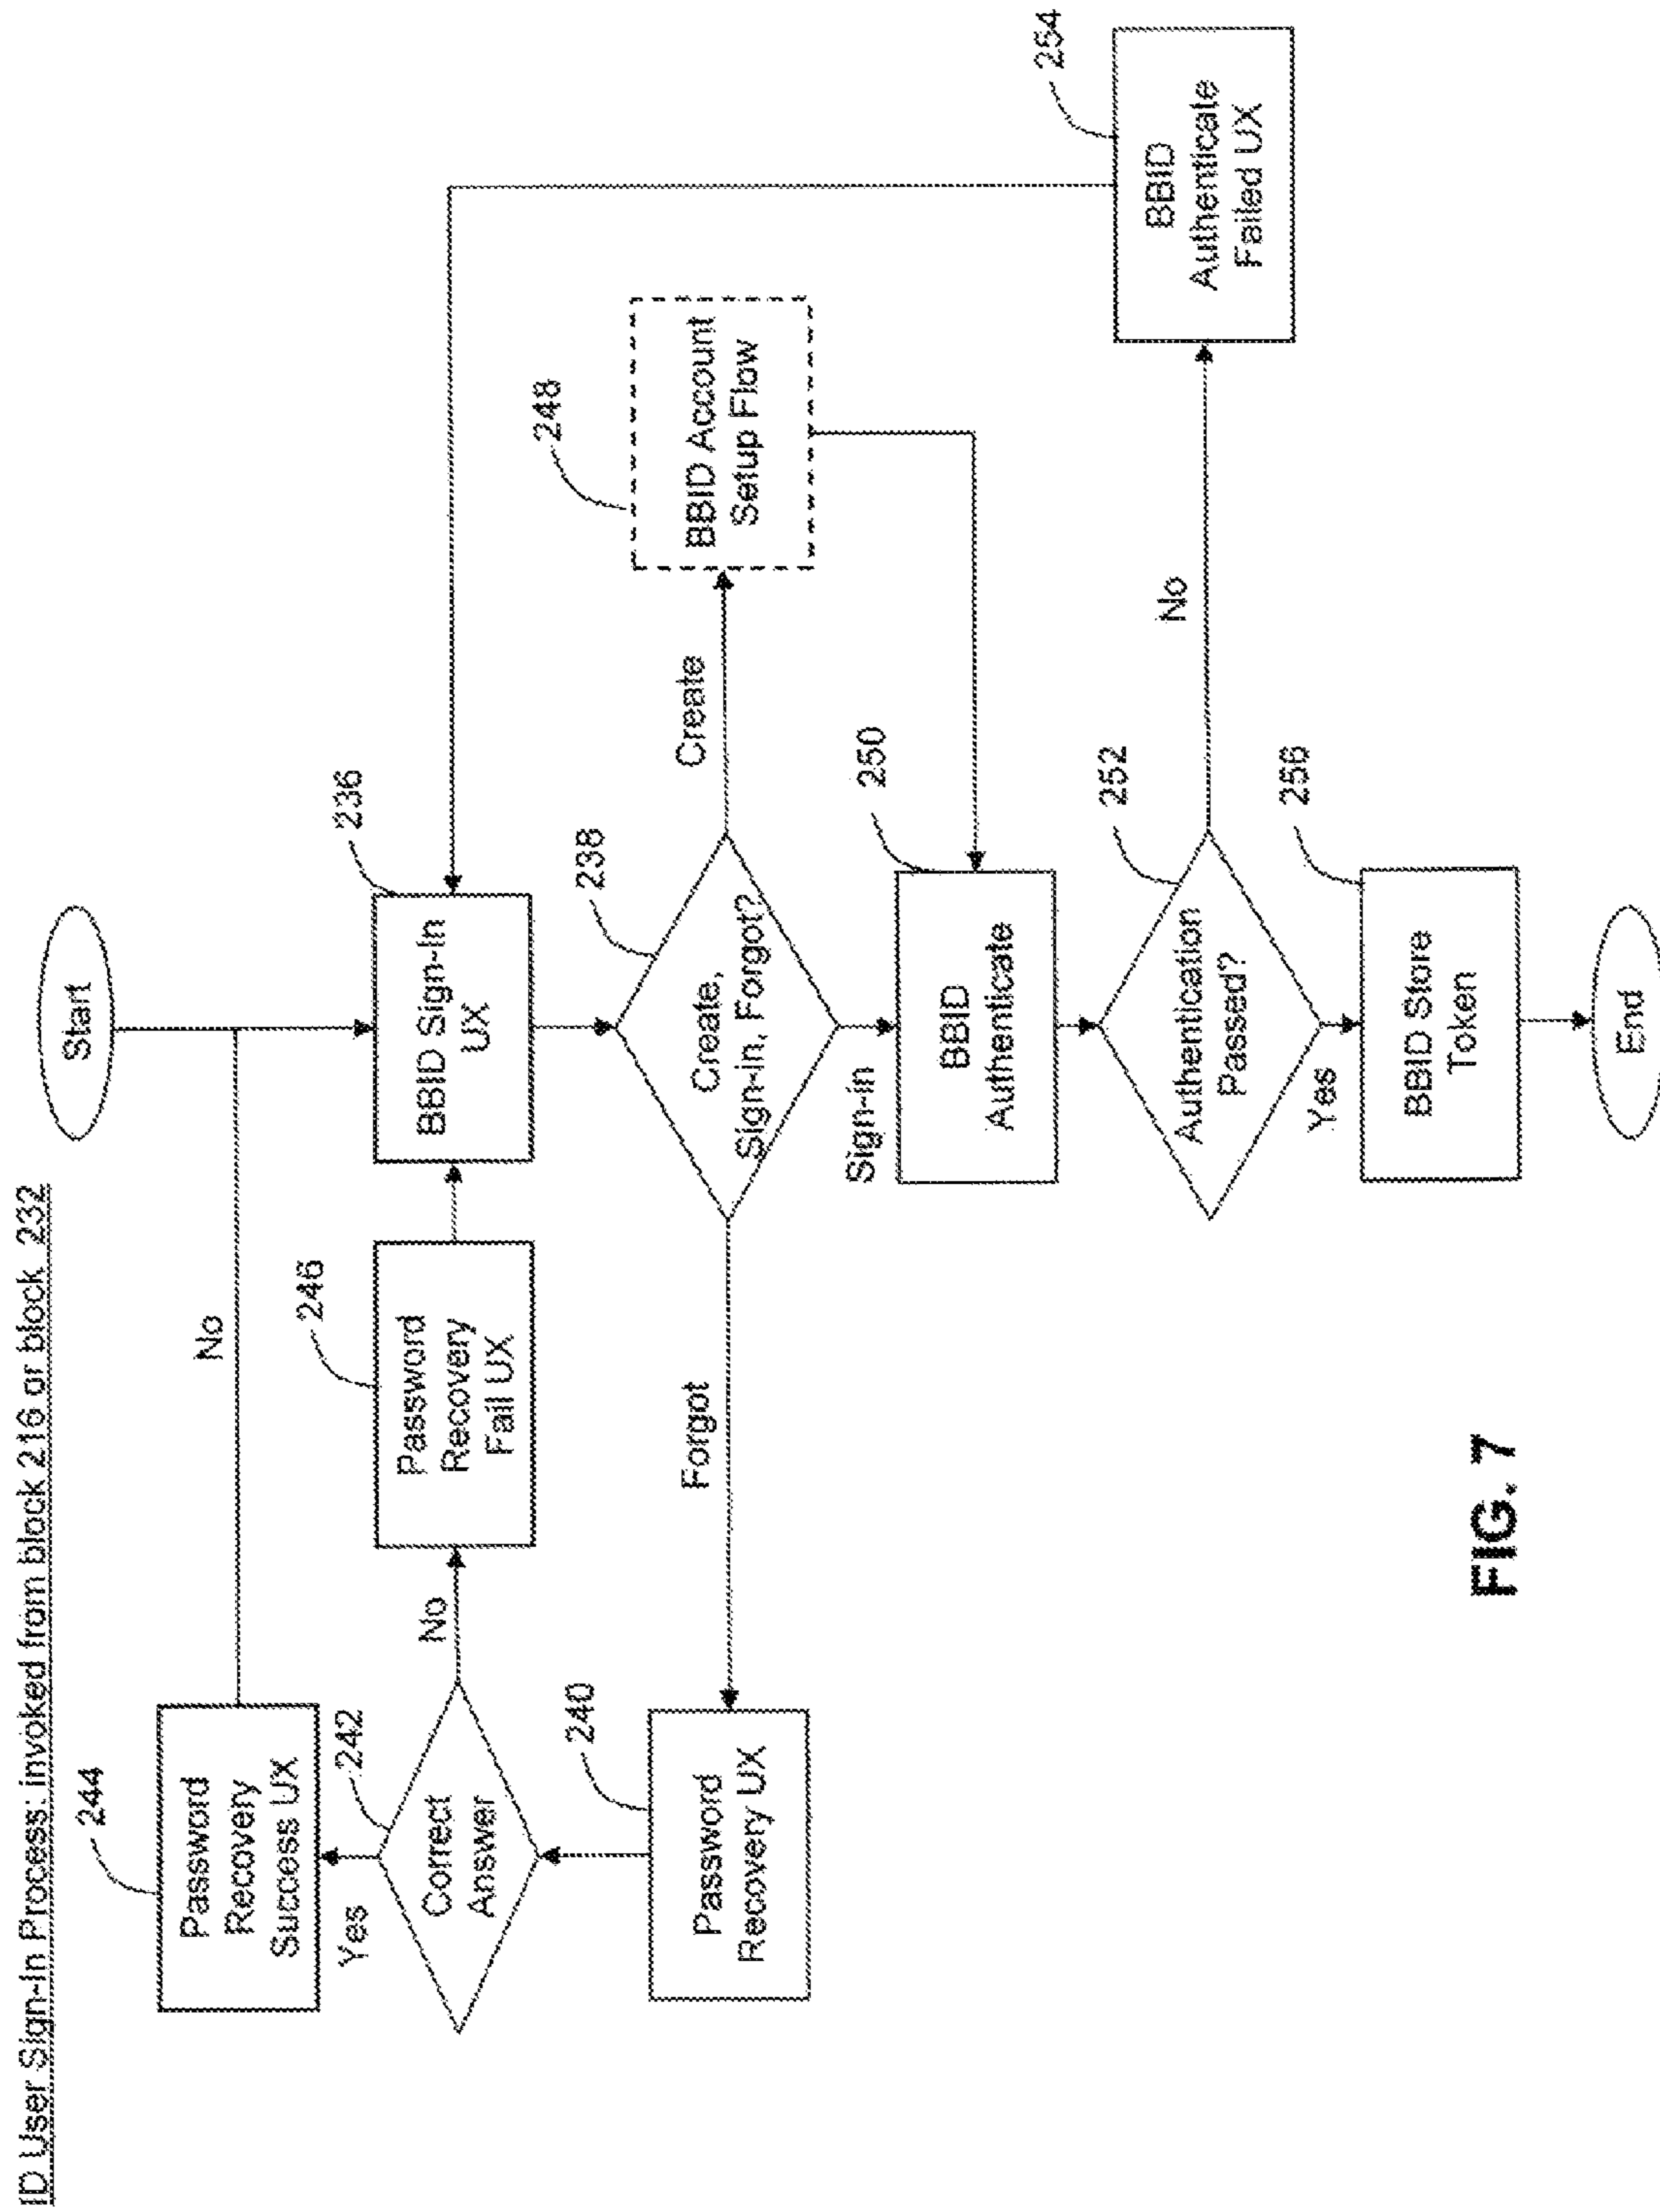 ID User Sign-In Process: invoked from block 216 or block 232
Start
No
244
Password
Recovery
Success UX
Yes
242
Correct
Answer
No
246
Password
Recovery
Fail UX
236
BBID Sign-In
UX
238
Create,
Sign-in, Forgot?
Create
248
BBID Account
Setup Flow
Forgot
240
Password
Recovery UX
Sign-in
250
BBID
Authenticate
252
Authentication
Passed?
No
254
BBID
Authenticate
Failed UX
Yes
256
BBID Store
Token
End
FIG. 7